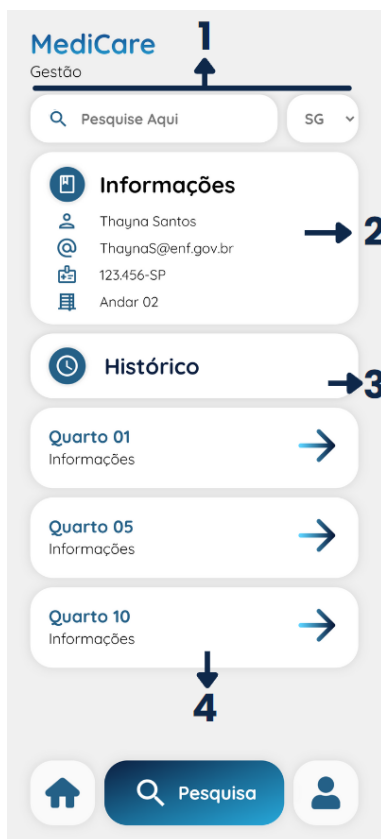 MediCare
1
Gestão
Pesquise Aqui
SG
Informações
Thayna Santos
ThaynaS@enf.gov.br
2
123.456-SP
Andar 02
Histórico
3
Quarto 01
Informações
Quarto 05
Informações
Quarto 10
Informações
4
Pesquisa